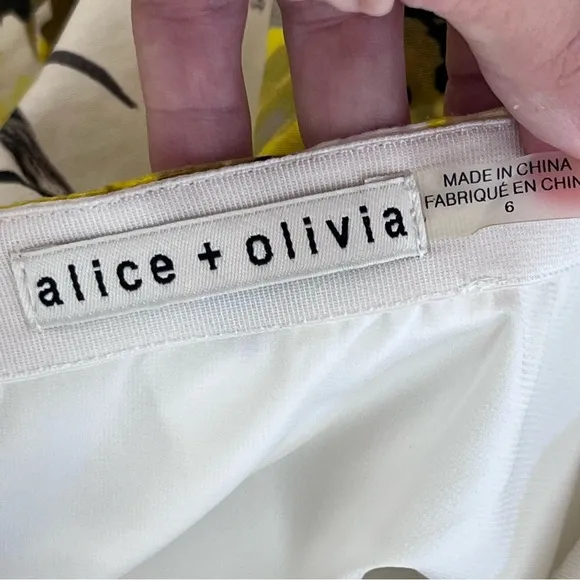 alice + olivia
MADE IN CHINA
FABRIQUÉ EN CHIN
6